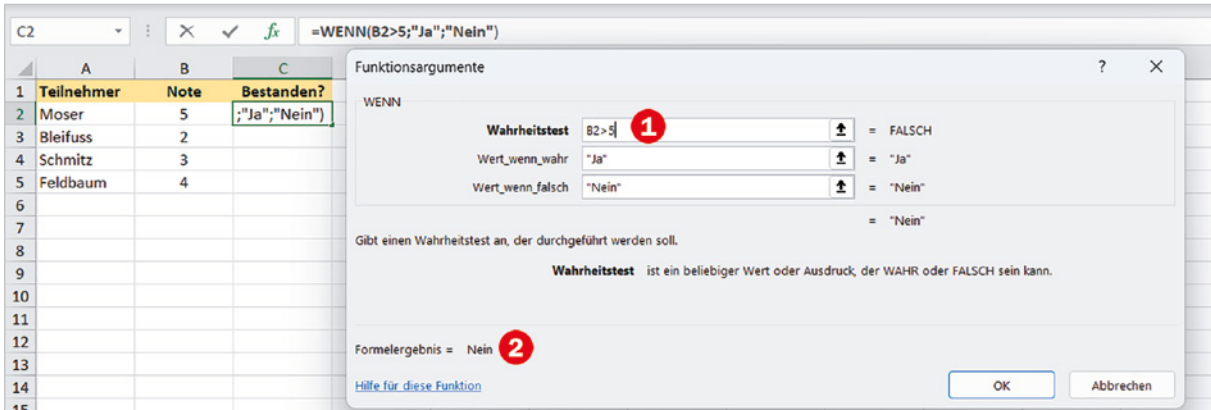 C2 fx =WENN(B2>5;"Ja";"Nein")
A B C
1 Teilnehmer Note Bestanden?
2 Moser 5 ;"Ja";"Nein")
3 Bleifuss 2
4 Schmitz 3
5 Feldbaum 4
6
7
8
9
10
11
12
13
14
15
Funktionsargumente ? ×
WENN
Wahrheitstest B2>5 1 = FALSCH
Wert_wenn_wahr "Ja" = "Ja"
Wert_wenn_falsch "Nein" = "Nein"
= "Nein"
Gibt einen Wahrheitstest an, der durchgeführt werden soll.
Wahrheitstest ist ein beliebiger Wert oder Ausdruck, der WAHR oder FALSCH sein kann.
Formelergebnis = Nein 2
Hilfe für diese Funktion OK Abbrechen